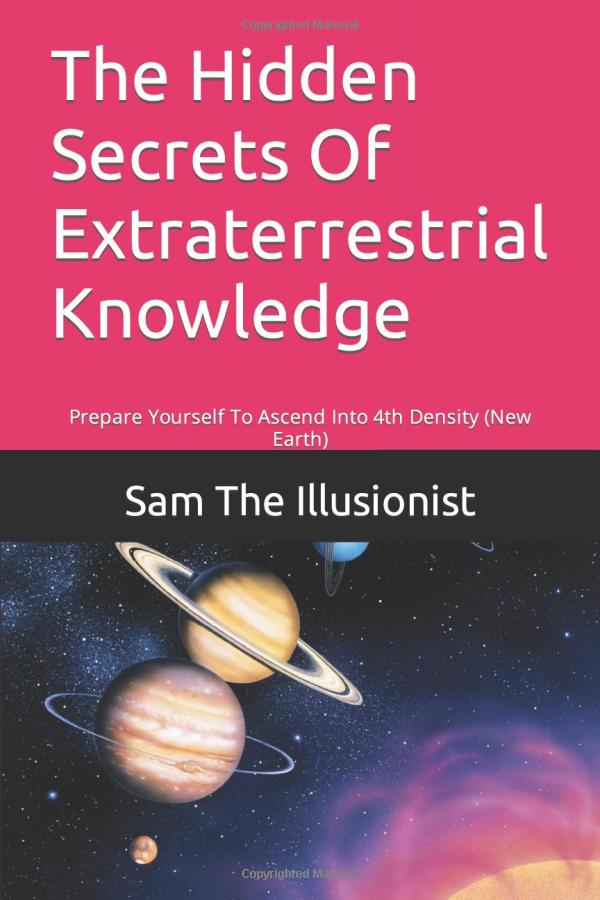 Copyrighted Material
The Hidden
Secrets Of
Extraterrestrial
Knowledge
Prepare Yourself To Ascend Into 4th Density (New
Earth)
Sam The Illusionist
Copyrighted Material